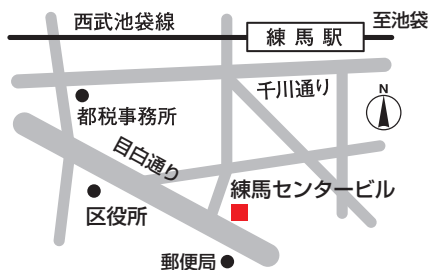 西武池袋線
至池袋
練馬駅
千川通り
N
都税事務所
目白通り
練馬センタービル
区役所
郵便局